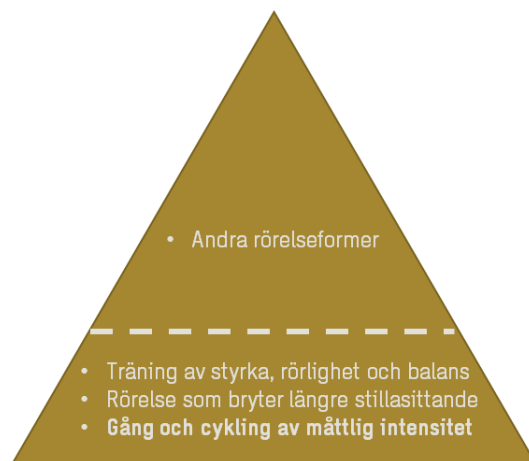 • Andra rörelseformer
• Träning av styrka, rörlighet och balans
• Rörelse som bryter längre stillasittande
• Gång och cykling av måttlig intensitet